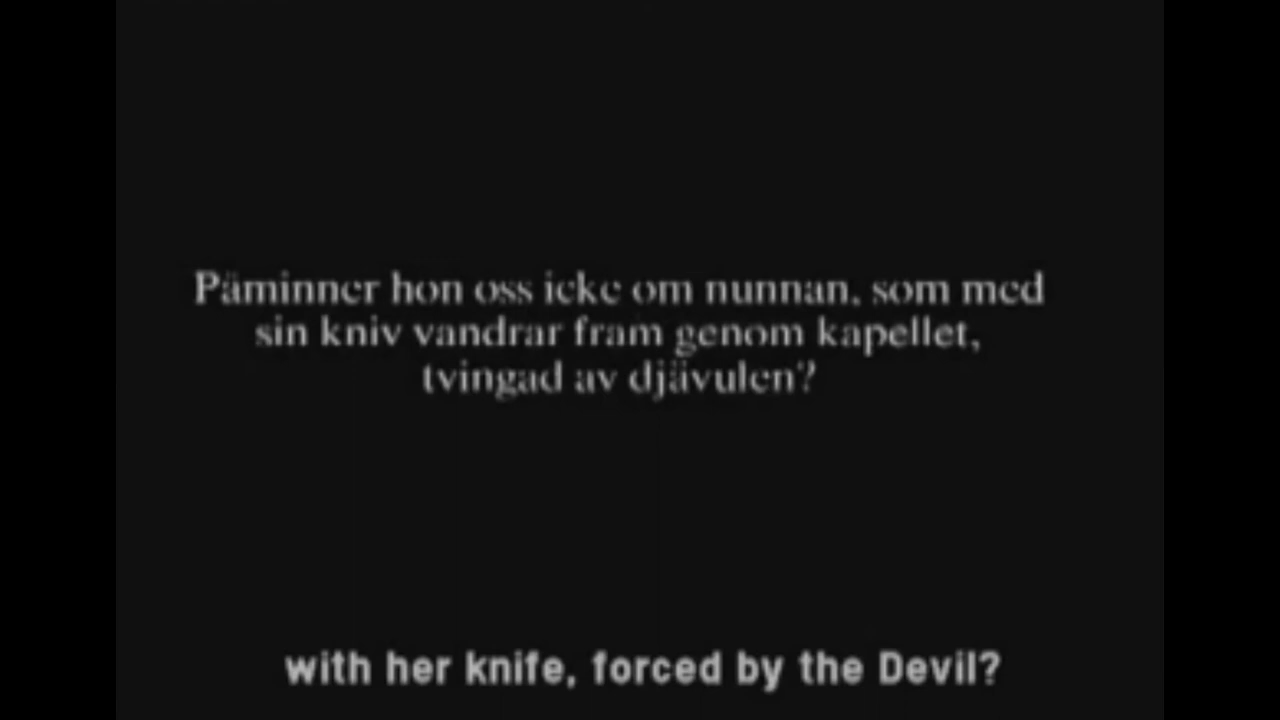 Påminner hon oss icke om nunnan, som med
sin kniv vandrar fram genom kapellet,
tvingad av djävulen?
with her knife, forced by the Devil?